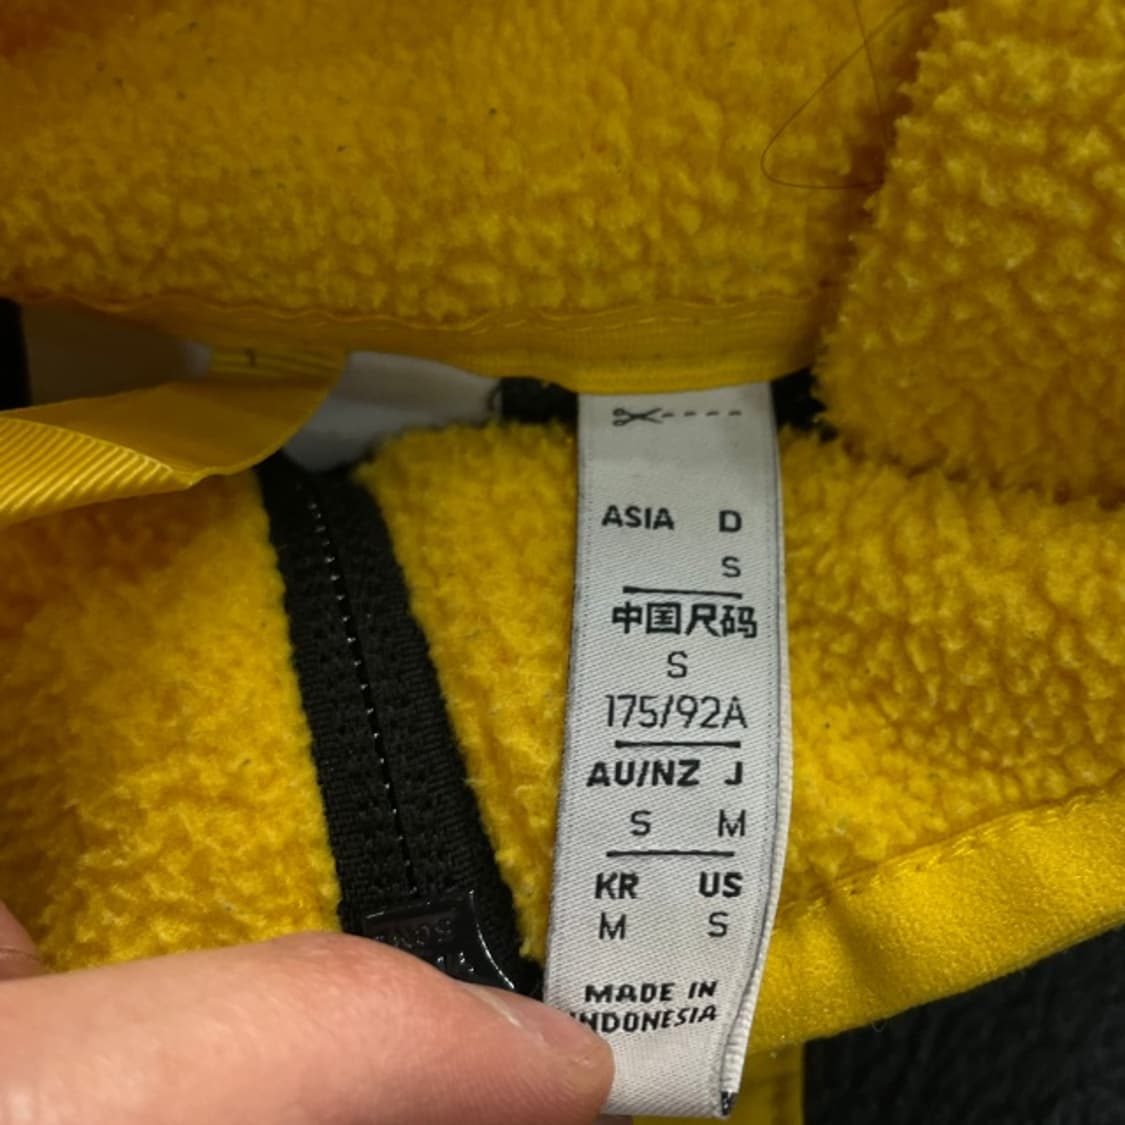 ASIA D
S
中国尺码
S
175/92A
AU/NZ J
S M
KR US
M S
MADE IN
INDONESIA